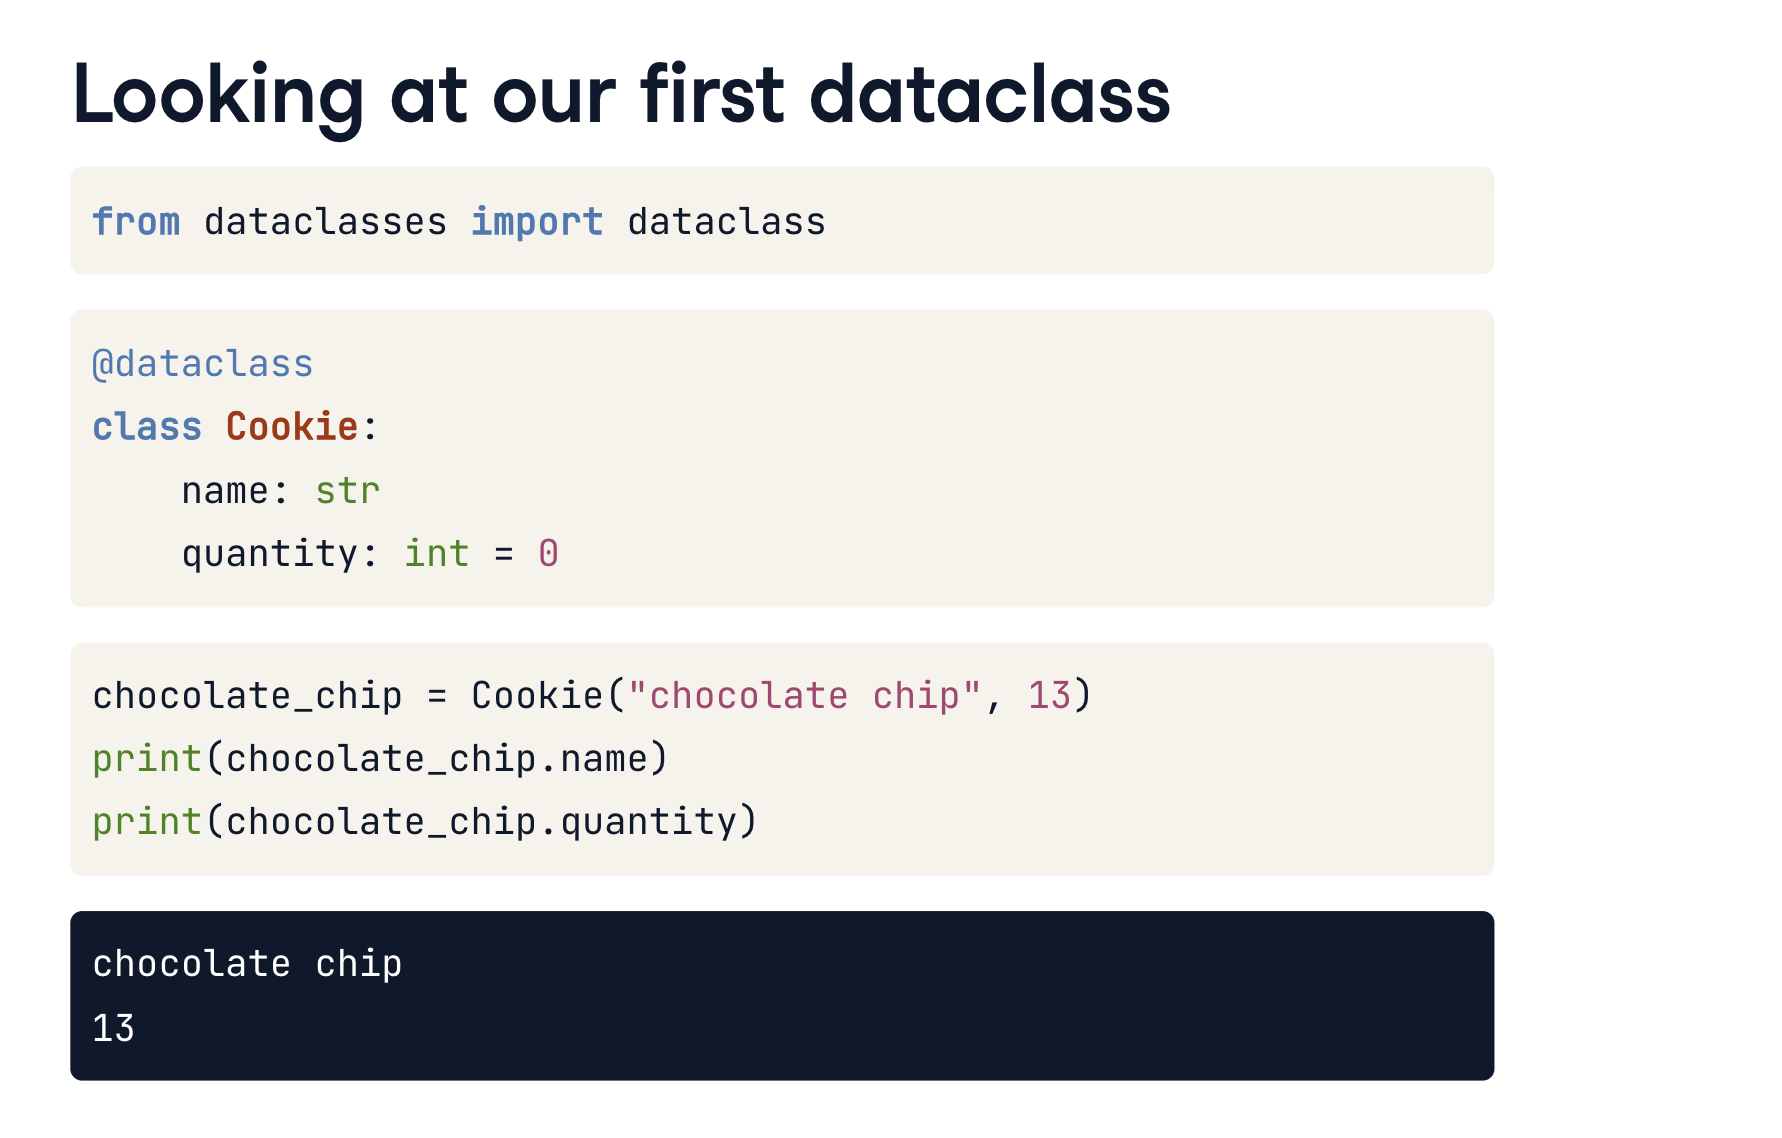 Looking at our first dataclass
from dataclasses import dataclass
@dataclass
class Cookie:
    name: str
    quantity: int = 0
chocolate_chip = Cookie("chocolate chip", 13)
print(chocolate_chip.name)
print(chocolate_chip.quantity)
chocolate chip
13